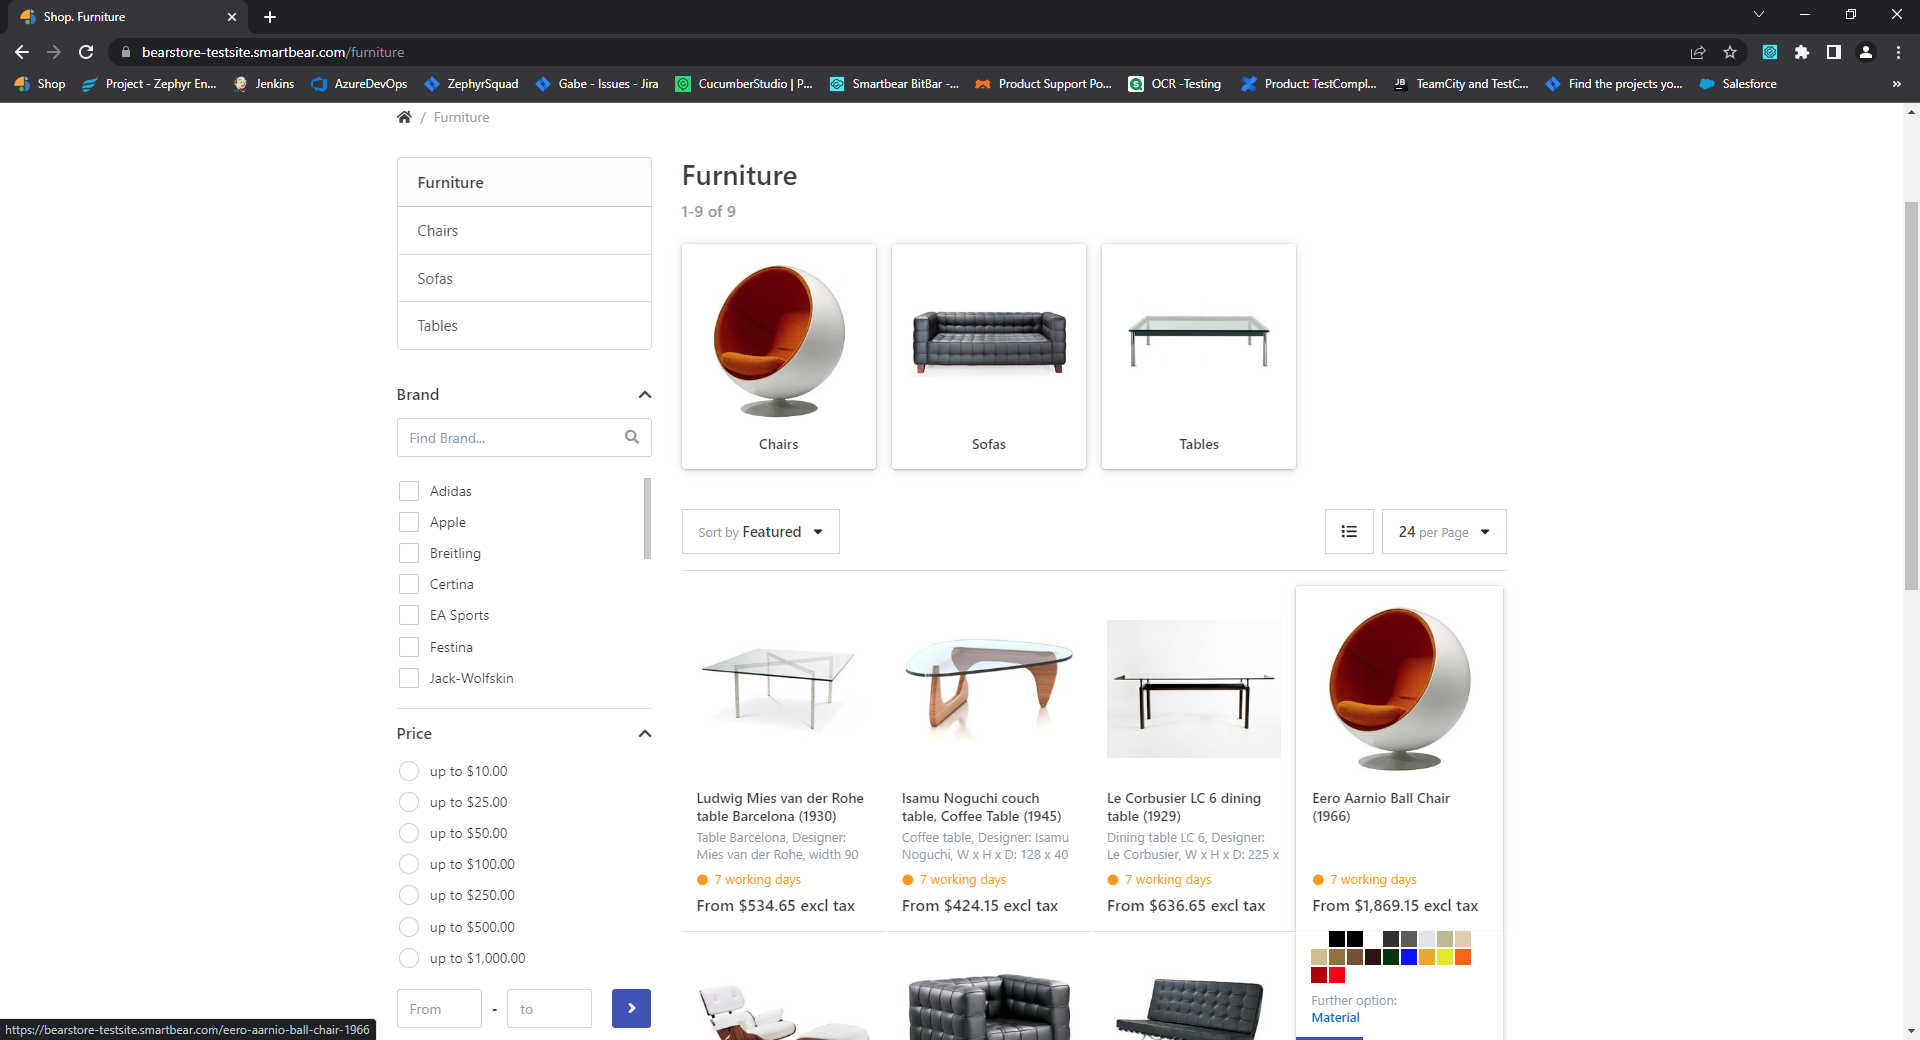 Shop. Furniture
bearstore-testsite.smartbear.com/furniture
Shop
Project - Zephyr En...
Jenkins
AzureDevOps
ZephyrSquad
Gabe - Issues - Jira
CucumberStudio | P...
Smartbear BitBar -...
Product Support Po...
OCR -Testing
Product: TestCompl...
JB
TeamCity and TestC...
Find the projects yo...
Salesforce
»
/ Furniture
Furniture
Chairs
Sofas
Tables
Brand
Find Brand...
Adidas
Apple
Breitling
Certina
EA Sports
Festina
Jack-Wolfskin
Price
up to $10.00
up to $25.00
up to $50.00
up to $100.00
up to $250.00
up to $500.00
up to $1,000.00
From - to
Furniture
1-9 of 9
Chairs
Sofas
Tables
Sort by Featured
24 per Page
Ludwig Mies van der Rohe
table Barcelona (1930)
Table Barcelona, Designer:
Mies van der Rohe, width 90
7 working days
From $534.65 excl tax
Isamu Noguchi couch
table, Coffee Table (1945)
Coffee table, Designer: Isamu
Noguchi, W x H x D: 128 x 40
7 working days
From $424.15 excl tax
Le Corbusier LC 6 dining
table (1929)
Dining table LC 6, Designer:
Le Corbusier, W x H x D: 225 x
7 working days
From $636.65 excl tax
Eero Aarnio Ball Chair
(1966)
7 working days
From $1,869.15 excl tax
Further option:
Material
https://bearstore-testsite.smartbear.com/eero-aarnio-ball-chair-1966